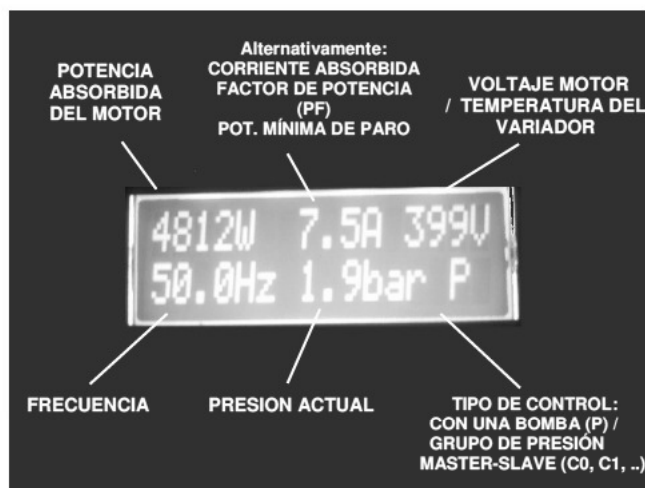 POTENCIA
ABSORBIDA
DEL MOTOR
Alternativamente:
CORRIENTE ABSORBIDA
FACTOR DE POTENCIA
(PF)
POT. MÍNIMA DE PARO
VOLTAJE MOTOR
/ TEMPERATURA DEL
VARIADOR
4812W 7.5A 399V
50.0Hz 1.9bar P
FRECUENCIA
PRESION ACTUAL
TIPO DE CONTROL:
CON UNA BOMBA (P) /
GRUPO DE PRESIÓN
MASTER-SLAVE (C0, C1, ..)